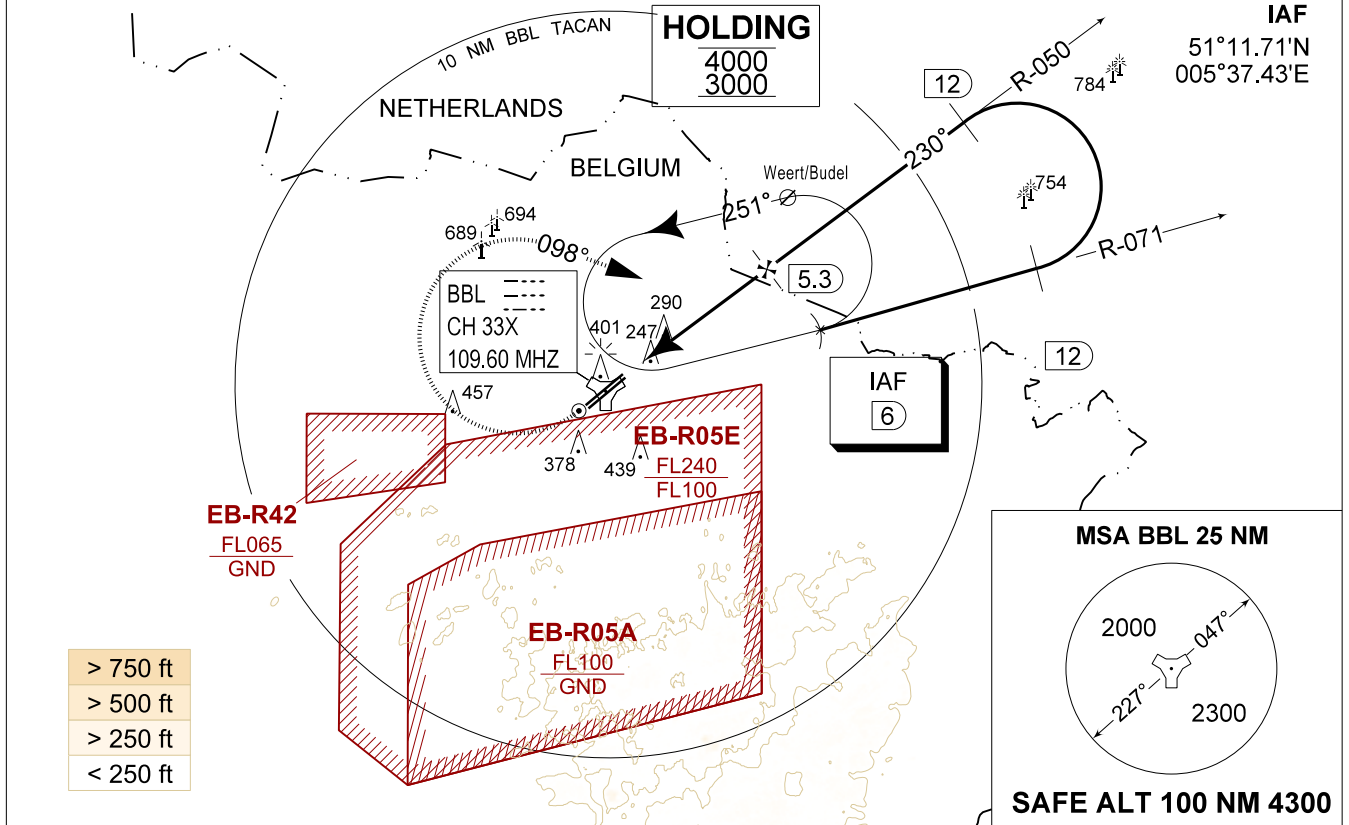 10 NM BBL TACAN
HOLDING
4000
3000
IAF
51°11.71'N
005°37.43'E
NETHERLANDS
BELGIUM
12
R-050
784
230°
Weert/Budel
251°
754
R-071
694
689
098°
5.3
BBL
CH 33X
109.60 MHZ
290
401
247
12
IAF
6
457
378
439
EB-R05E
FL240
FL100
EB-R42
FL065
GND
EB-R05A
FL100
GND
> 750 ft
> 500 ft
> 250 ft
< 250 ft
MSA BBL 25 NM
2000
047°
227°
2300
SAFE ALT 100 NM 4300